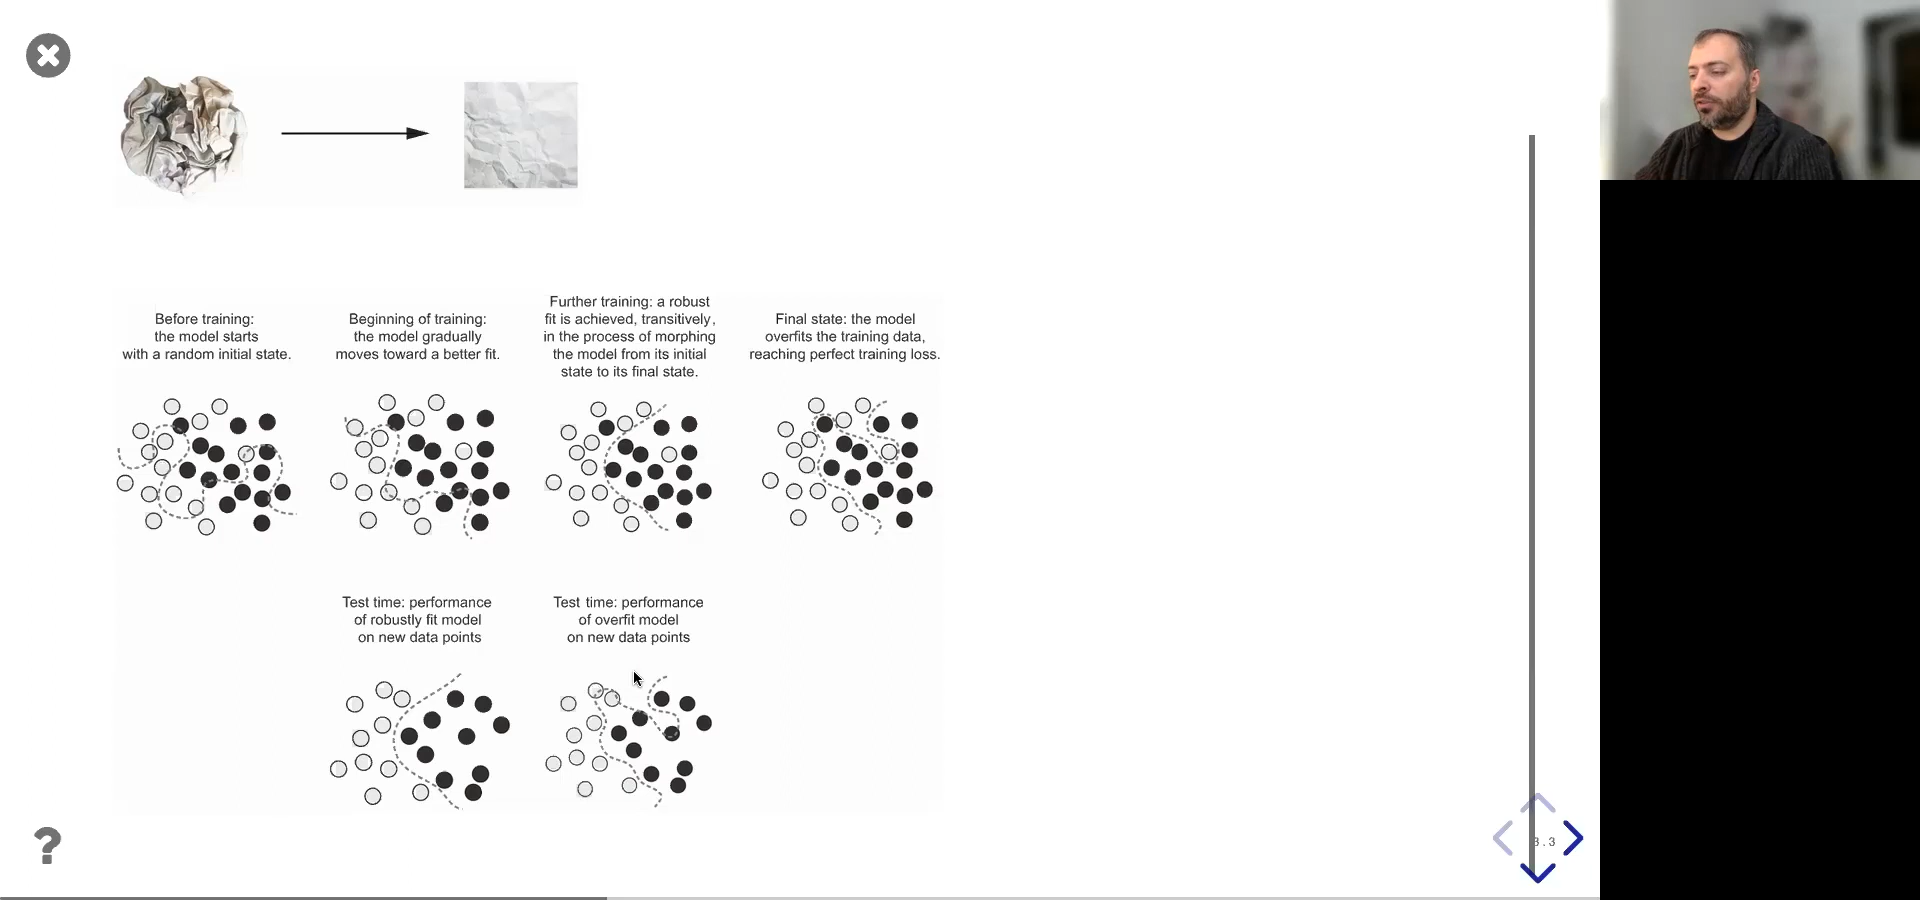 Before training:
the model starts
with a random initial state.
Beginning of training:
the model gradually
moves toward a better fit.
Further training: a robust
fit is achieved, transitively,
in the process of morphing
the model from its initial
state to its final state.
Final state: the model
overfits the training data,
reaching perfect training loss.
Test time: performance
of robustly fit model
on new data points
Test time: performance
of overfit model
on new data points
?
3.3